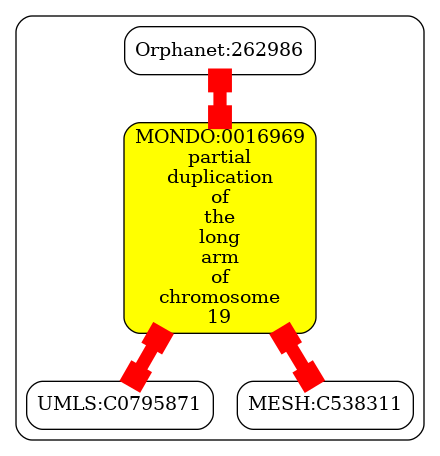 Orphanet:262986
MONDO:0016969
partial
duplication
of
the
long
arm
of
chromosome
19
UMLS:C0795871
MESH:C538311